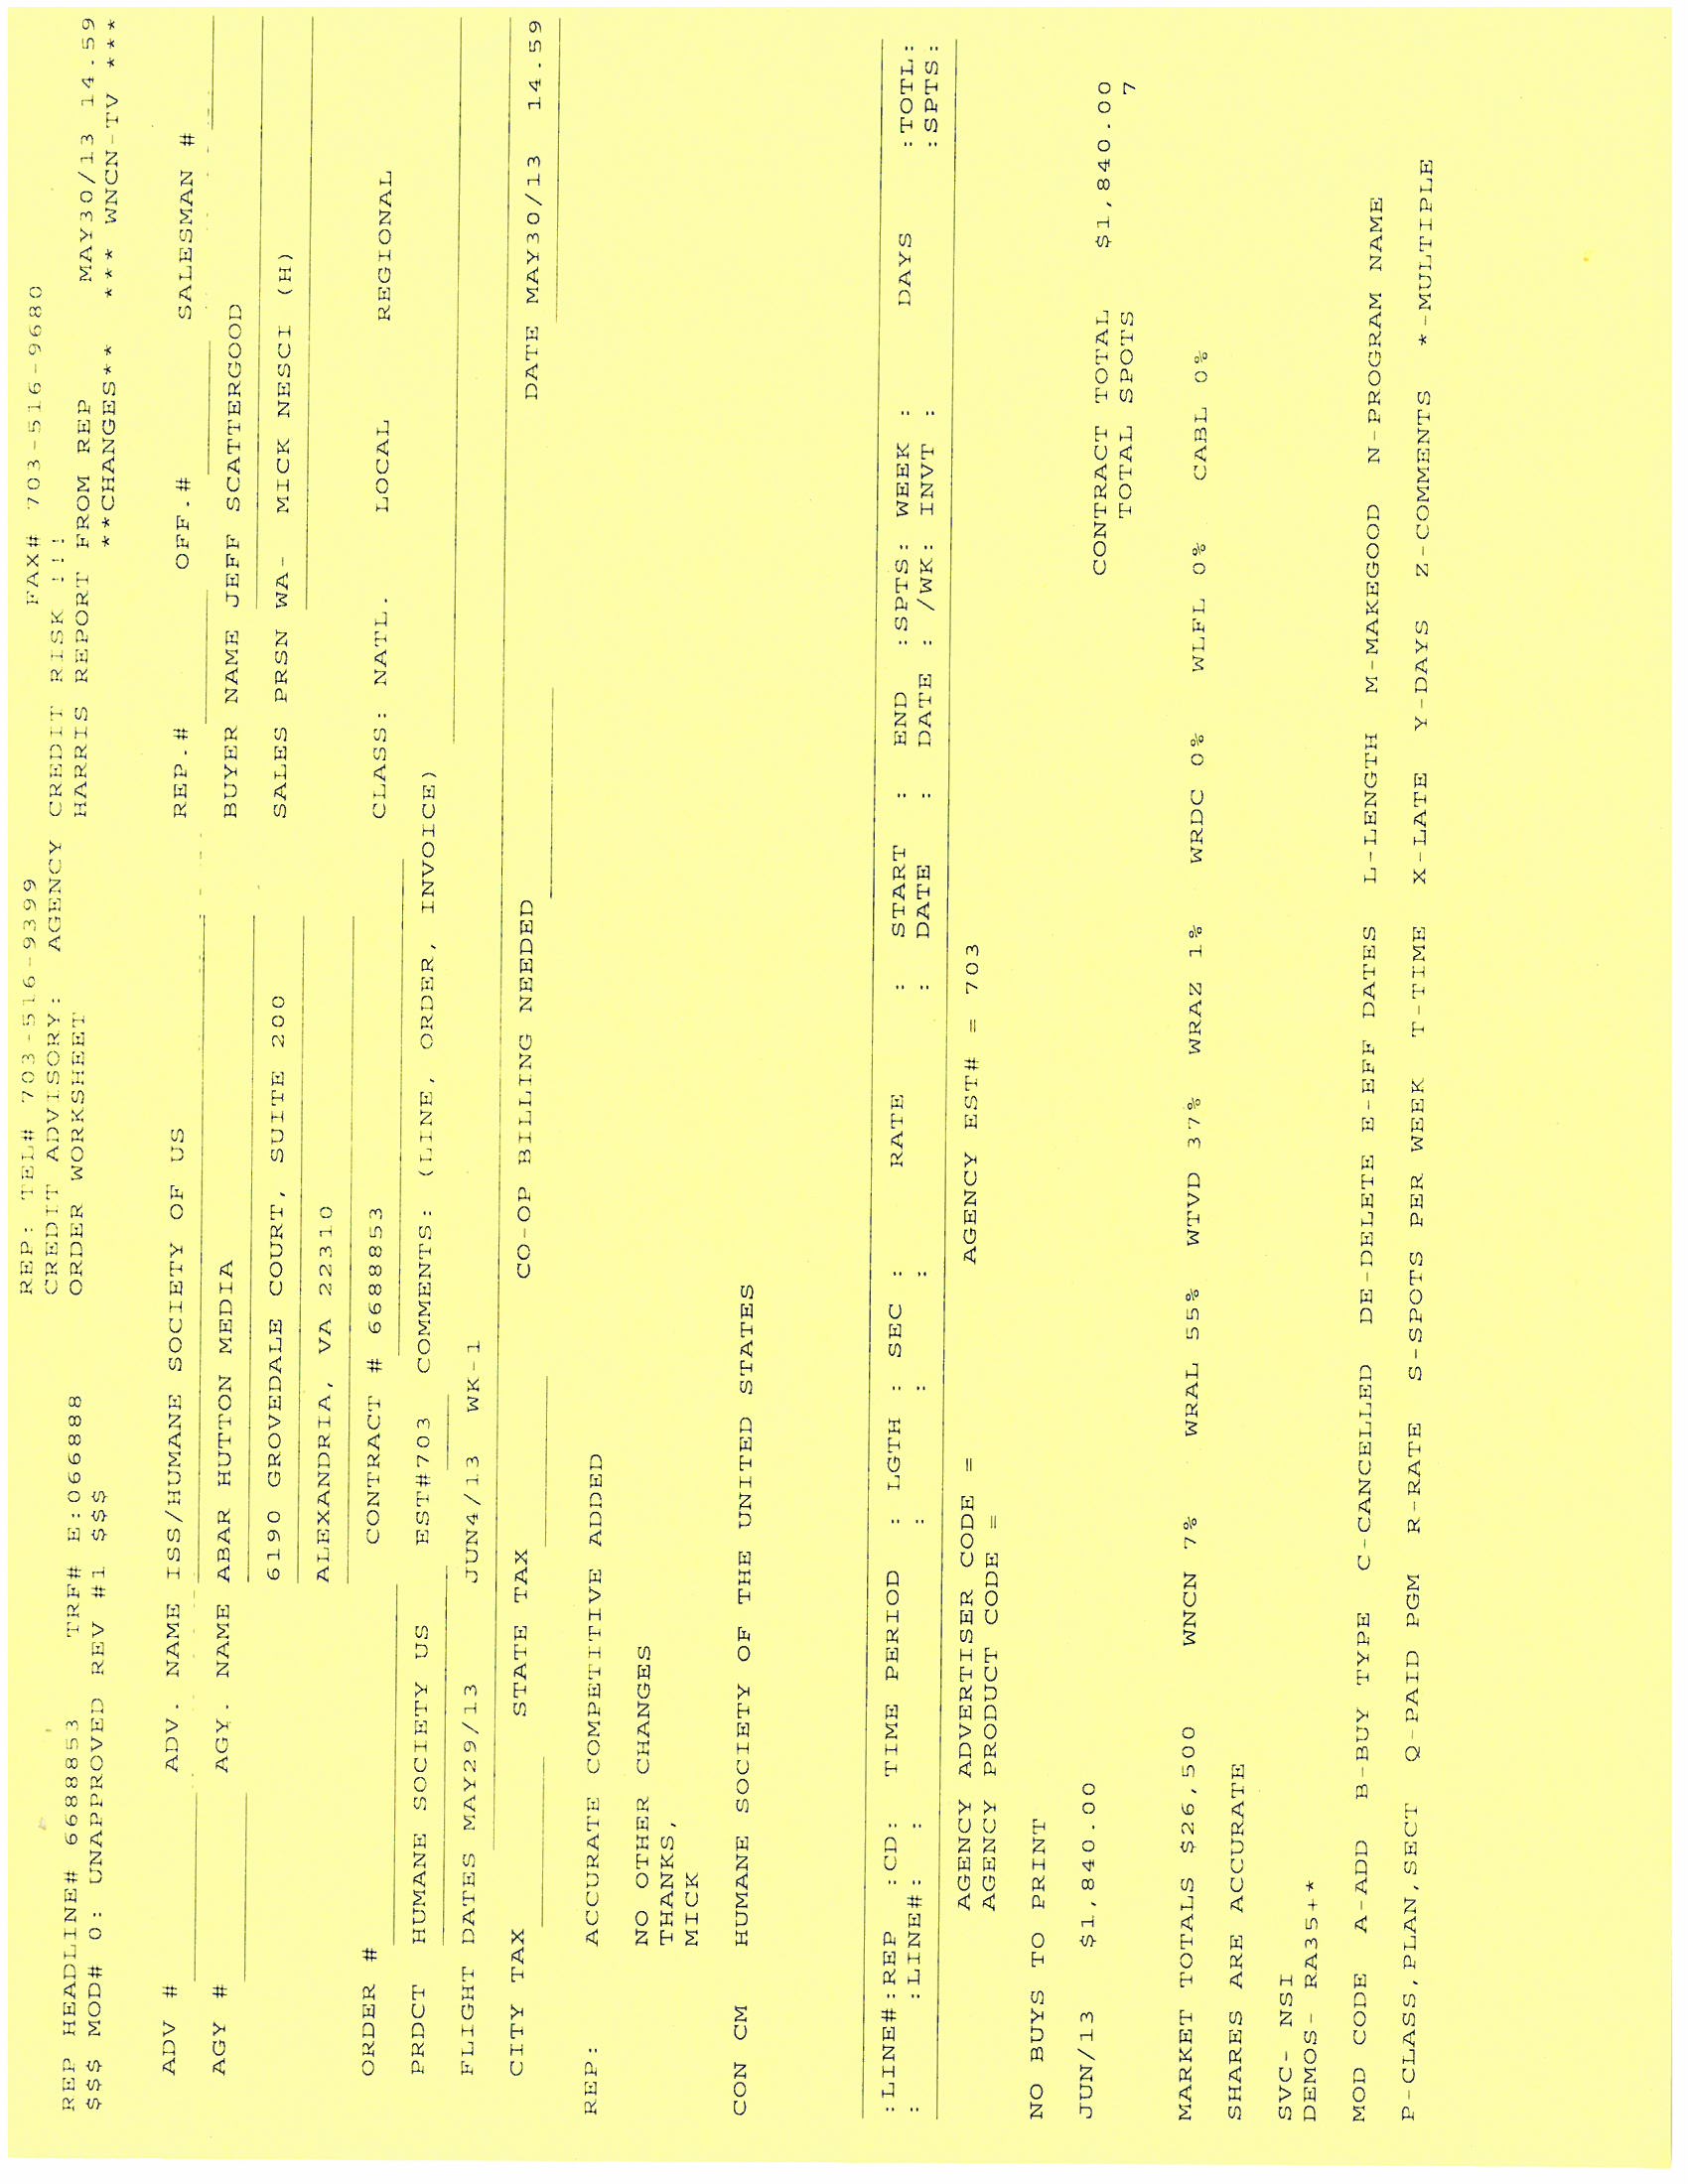 REP: TEL# 703-516-9399 FAX# 703-516-9680
CREDIT ADVISORY: AGENCY CREDIT RISK !!!
REP HEADLINE# 6688853 TRF# E:066888 ORDER WORKSHEET HARRIS REPORT FROM REP MAY30/13 14.59
$$$ MOD# 0: UNAPPROVED REV #1 $$$ **CHANGES** *** WNCN-TV ***
ADV # ADV. NAME ISS/HUMANE SOCIETY OF US REP.# OFF.# SALESMAN #
AGY # AGY. NAME ABAR HUTTON MEDIA BUYER NAME JEFF SCATTERGOOD
6190 GROVEDALE COURT, SUITE 200 SALES PRSN WA- MICK NESCI (H)
ALEXANDRIA, VA 22310
ORDER # CONTRACT # 6688853 CLASS: NATL. LOCAL REGIONAL
PRDCT HUMANE SOCIETY US EST#703 COMMENTS: (LINE, ORDER, INVOICE)
FLIGHT DATES MAY29/13 JUN4/13 WK-1
CITY TAX STATE TAX CO-OP BILLING NEEDED DATE MAY30/13 14.59
REP: ACCURATE COMPETITIVE ADDED
NO OTHER CHANGES
THANKS,
MICK
CON CM HUMANE SOCIETY OF THE UNITED STATES
:LINE#:REP :CD: TIME PERIOD : LGTH : SEC : RATE : START : END :SPTS: WEEK : DAYS :TOTL:
: :LINE#: : : : : DATE : DATE : /WK: INVT : :SPTS:
AGENCY ADVERTISER CODE = AGENCY EST# = 703
AGENCY PRODUCT CODE =
NO BUYS TO PRINT
JUN/13 $1,840.00 CONTRACT TOTAL $1,840.00
TOTAL SPOTS 7
MARKET TOTALS $26,500 WNCN 7% WRAL 55% WTVD 37% WRAZ 1% WRDC 0% WLFL 0% CABL 0%
SHARES ARE ACCURATE
SVC- NSI
DEMOS- RA35+*
MOD CODE A-ADD B-BUY TYPE C-CANCELLED DE-DELETE E-EFF DATES L-LENGTH M-MAKEGOOD N-PROGRAM NAME
P-CLASS,PLAN,SECT Q-PAID PGM R-RATE S-SPOTS PER WEEK T-TIME X-LATE Y-DAYS Z-COMMENTS *-MULTIPLE